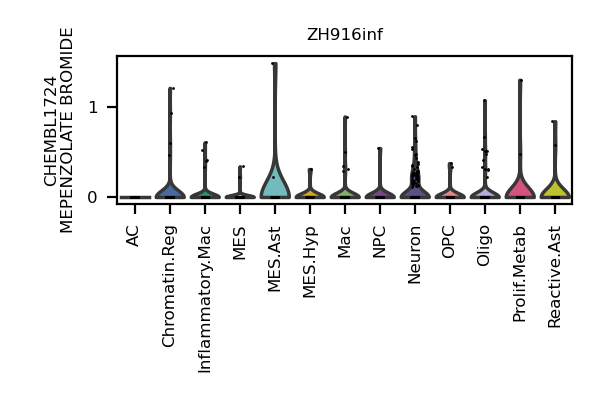 ZH916inf
CHEMBL1724
MEPENZOLATE BROMIDE
1
0
AC
Chromatin.Reg
Inflammatory.Mac
MES
MES.Ast
MES.Hyp
Mac
NPC
Neuron
OPC
Oligo
Prolif.Metab
Reactive.Ast